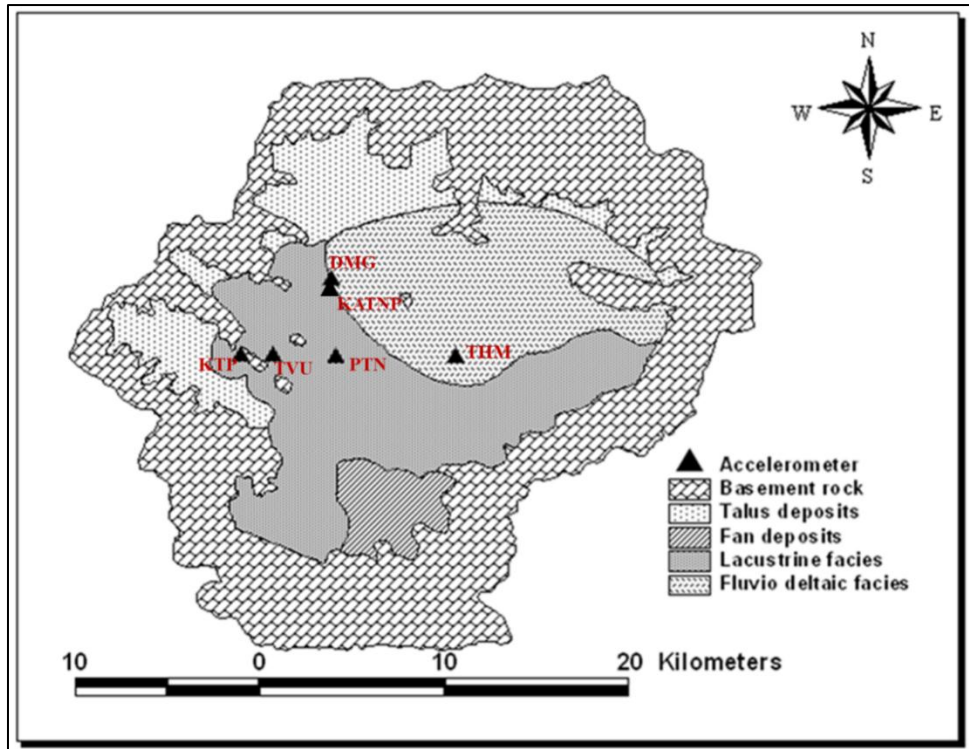 N
W
E
S
DMG
KATNP
KTP
TVU
PTN
THM
Accelerometer
Basement rock
Talus deposits
Fan deposits
Lacustrine facies
Fluvio deltaic facies
10 0 10 20 Kilometers